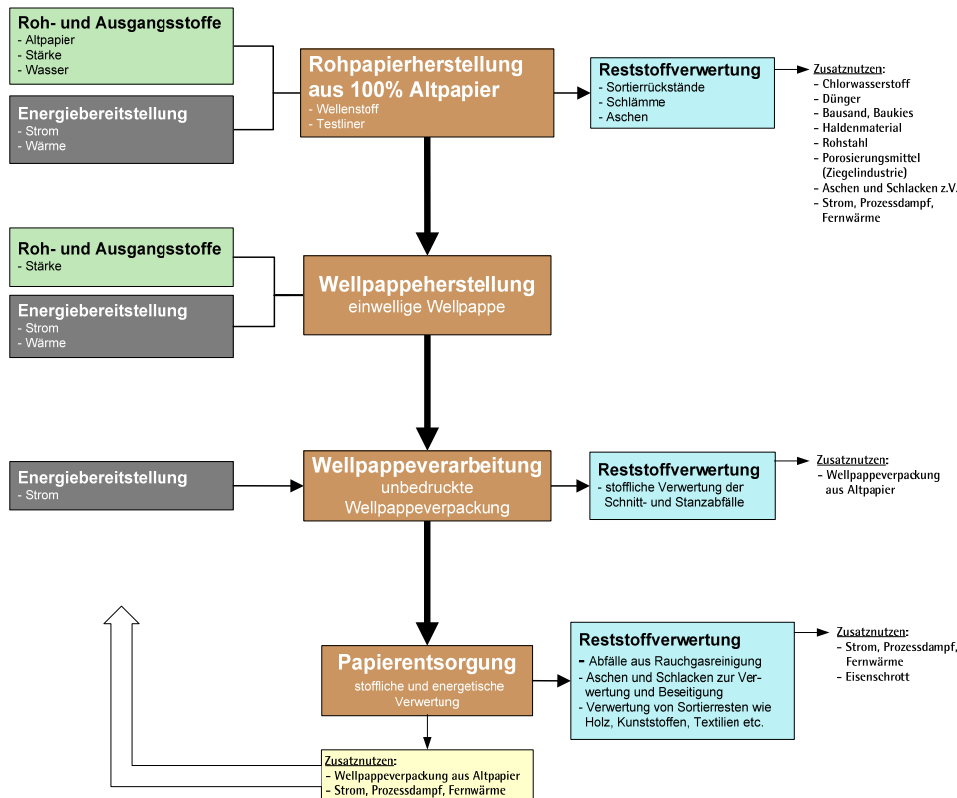 Roh- und Ausgangsstoffe
- Altpapier
- Stärke
- Wasser
Energiebereitstellung
- Strom
- Wärme
Rohpapierherstellung
aus 100% Altpapier
- Wellenstoff
- Testliner
Reststoffverwertung
- Sortierrückstände
- Schlämme
- Aschen
Zusatznutzen:
- Chlorwasserstoff
- Dünger
- Bausand, Baukies
- Haldenmaterial
- Rohstahl
- Porosierungsmittel
(Ziegelindustrie)
- Aschen und Schlacken z.V.
- Strom, Prozessdampf,
Fernwärme
Roh- und Ausgangsstoffe
- Stärke
Energiebereitstellung
- Strom
- Wärme
Wellpappeherstellung
einwellige Wellpappe
Energiebereitstellung
- Strom
Wellpappeverarbeitung
unbedruckte
Wellpappeverpackung
Reststoffverwertung
- stoffliche Verwertung der
Schnitt- und Stanzabfälle
Zusatznutzen:
- Wellpappeverpackung
aus Altpapier
Papierentsorgung
stoffliche und energetische
Verwertung
Reststoffverwertung
- Abfälle aus Rauchgasreinigung
- Aschen und Schlacken zur Ver-
wertung und Beseitigung
- Verwertung von Sortierresten wie
Holz, Kunststoffen, Textilien etc.
Zusatznutzen:
- Strom, Prozessdampf,
Fernwärme
- Eisenschrott
Zusatznutzen:
- Wellpappeverpackung aus Altpapier
- Strom, Prozessdampf, Fernwärme